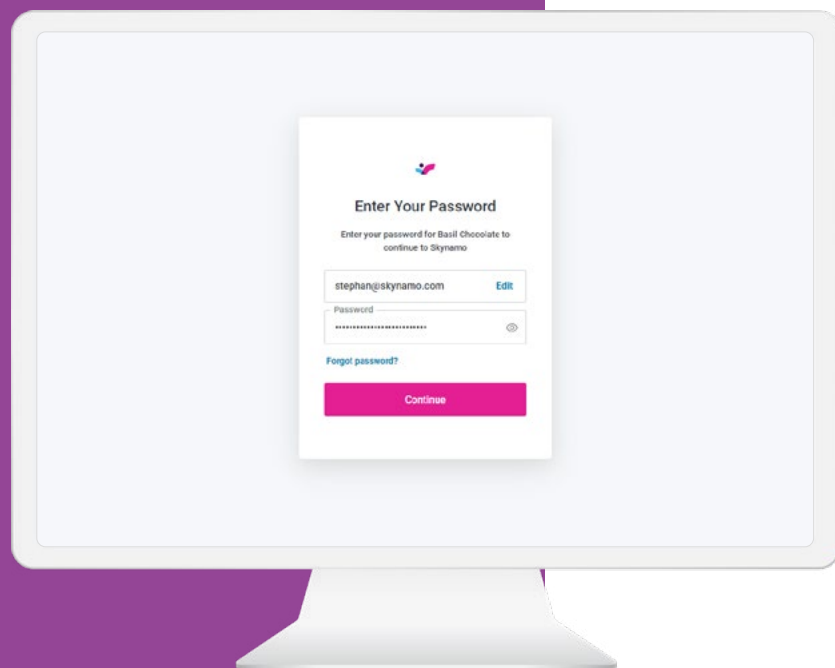 Enter Your Password
Enter your password for Basil Chocolate to
continue to Skynamo
stephan@skynamo.com Edit
Password
Forgot password?
Continue